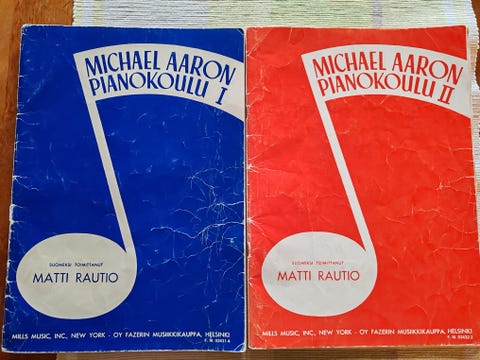 MICHAEL AARON
PIANOKOULU I
SUOMEKSI TOIMITTANUT
MATTI RAUTIO
MILLS MUSIC, INC., NEW YORK - OY FAZERIN MUSIIKKIKAUPPA, HELSINKI
MICHAEL AARON
PIANOKOULU II
SUOMEKSI TOIMITTANUT
MATTI RAUTIO
MILLS MUSIC, INC., NEW YORK - OY FAZERIN MUSIIKKIKAUPPA, HELSINKI